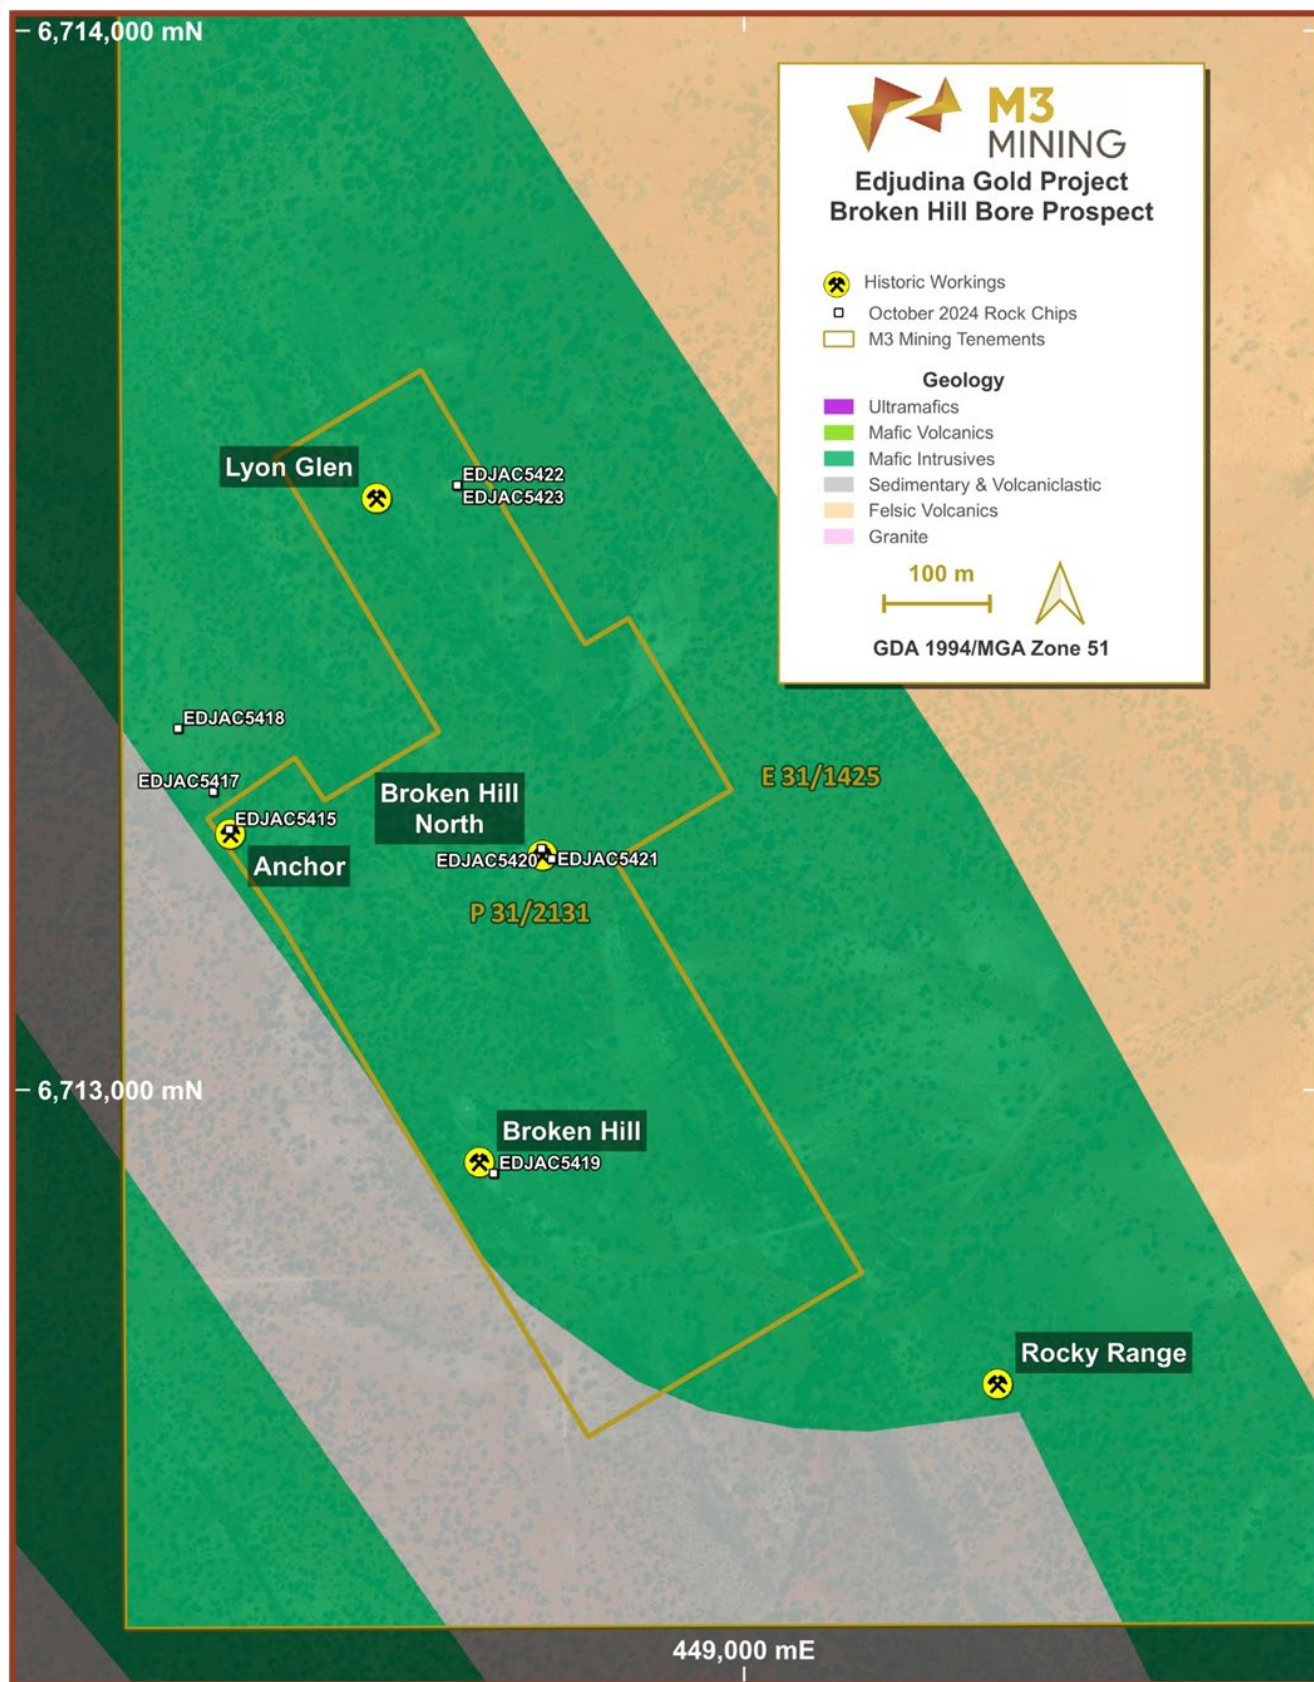 6,714,000 mN
M3
MINING
Edjudina Gold Project
Broken Hill Bore Prospect
Historic Workings
October 2024 Rock Chips
M3 Mining Tenements
Geology
Ultramafics
Mafic Volcanics
Mafic Intrusives
Sedimentary & Volcaniclastic
Felsic Volcanics
Granite
100 m
GDA 1994/MGA Zone 51
Lyon Glen
EDJAC5422
EDJAC5423
EDJAC5418
EDJAC5417
EDJAC5415
Anchor
Broken Hill
North
E 31/1425
EDJAC5420
EDJAC5421
P 31/2131
6,713,000 mN
Broken Hill
EDJAC5419
Rocky Range
449,000 mE